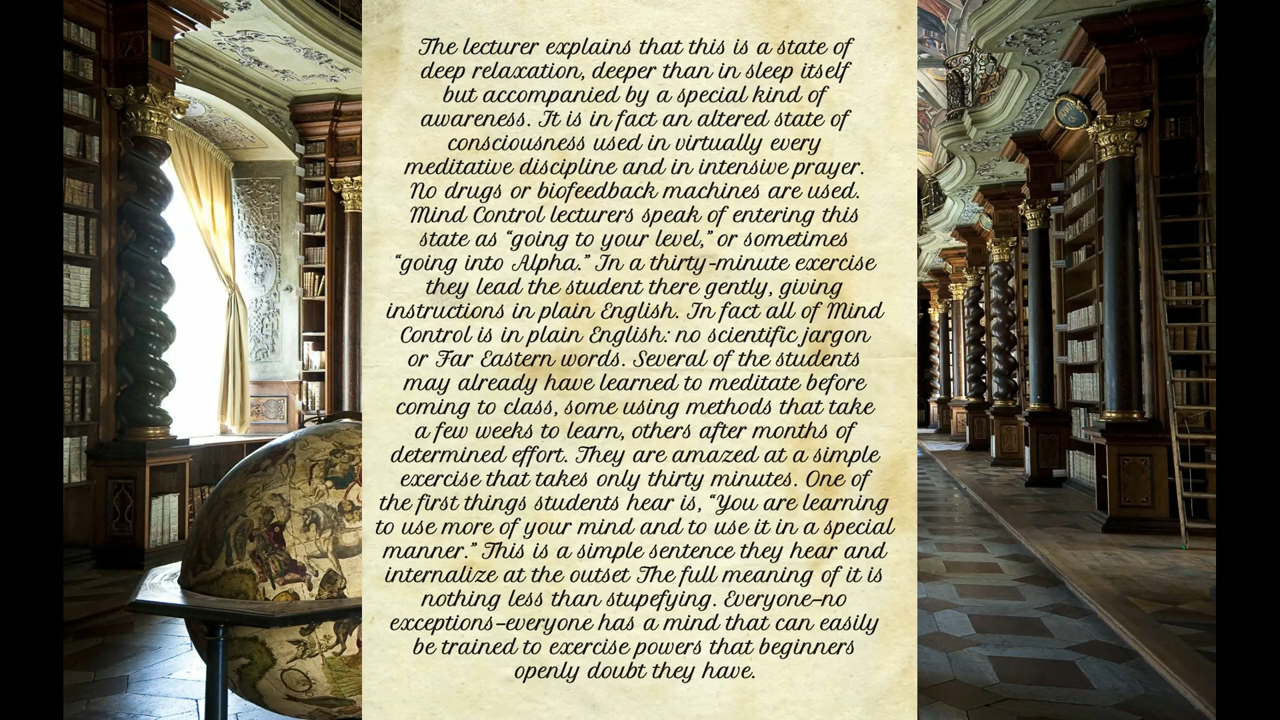 The lecturer explains that this is a state of
deep relaxation, deeper than in sleep itself
but accompanied by a special kind of
awareness. It is in fact an altered state of
consciousness used in virtually every
meditative discipline and in intensive prayer.
No drugs or biofeedback machines are used.
Mind Control lecturers speak of entering this
state as “going to your level,” or sometimes
“going into Alpha.” In a thirty-minute exercise
they lead the student there gently, giving
instructions in plain English. In fact all of Mind
Control is in plain English: no scientific jargon
or Far Eastern words. Several of the students
may already have learned to meditate before
coming to class, some using methods that take
a few weeks to learn, others after months of
determined effort. They are amazed at a simple
exercise that takes only thirty minutes. One of
the first things students hear is, “You are learning
to use more of your mind and to use it in a special
manner.” This is a simple sentence they hear and
internalize at the outset The full meaning of it is
nothing less than stupefying. Everyone–no
exceptions–everyone has a mind that can easily
be trained to exercise powers that beginners
openly doubt they have.